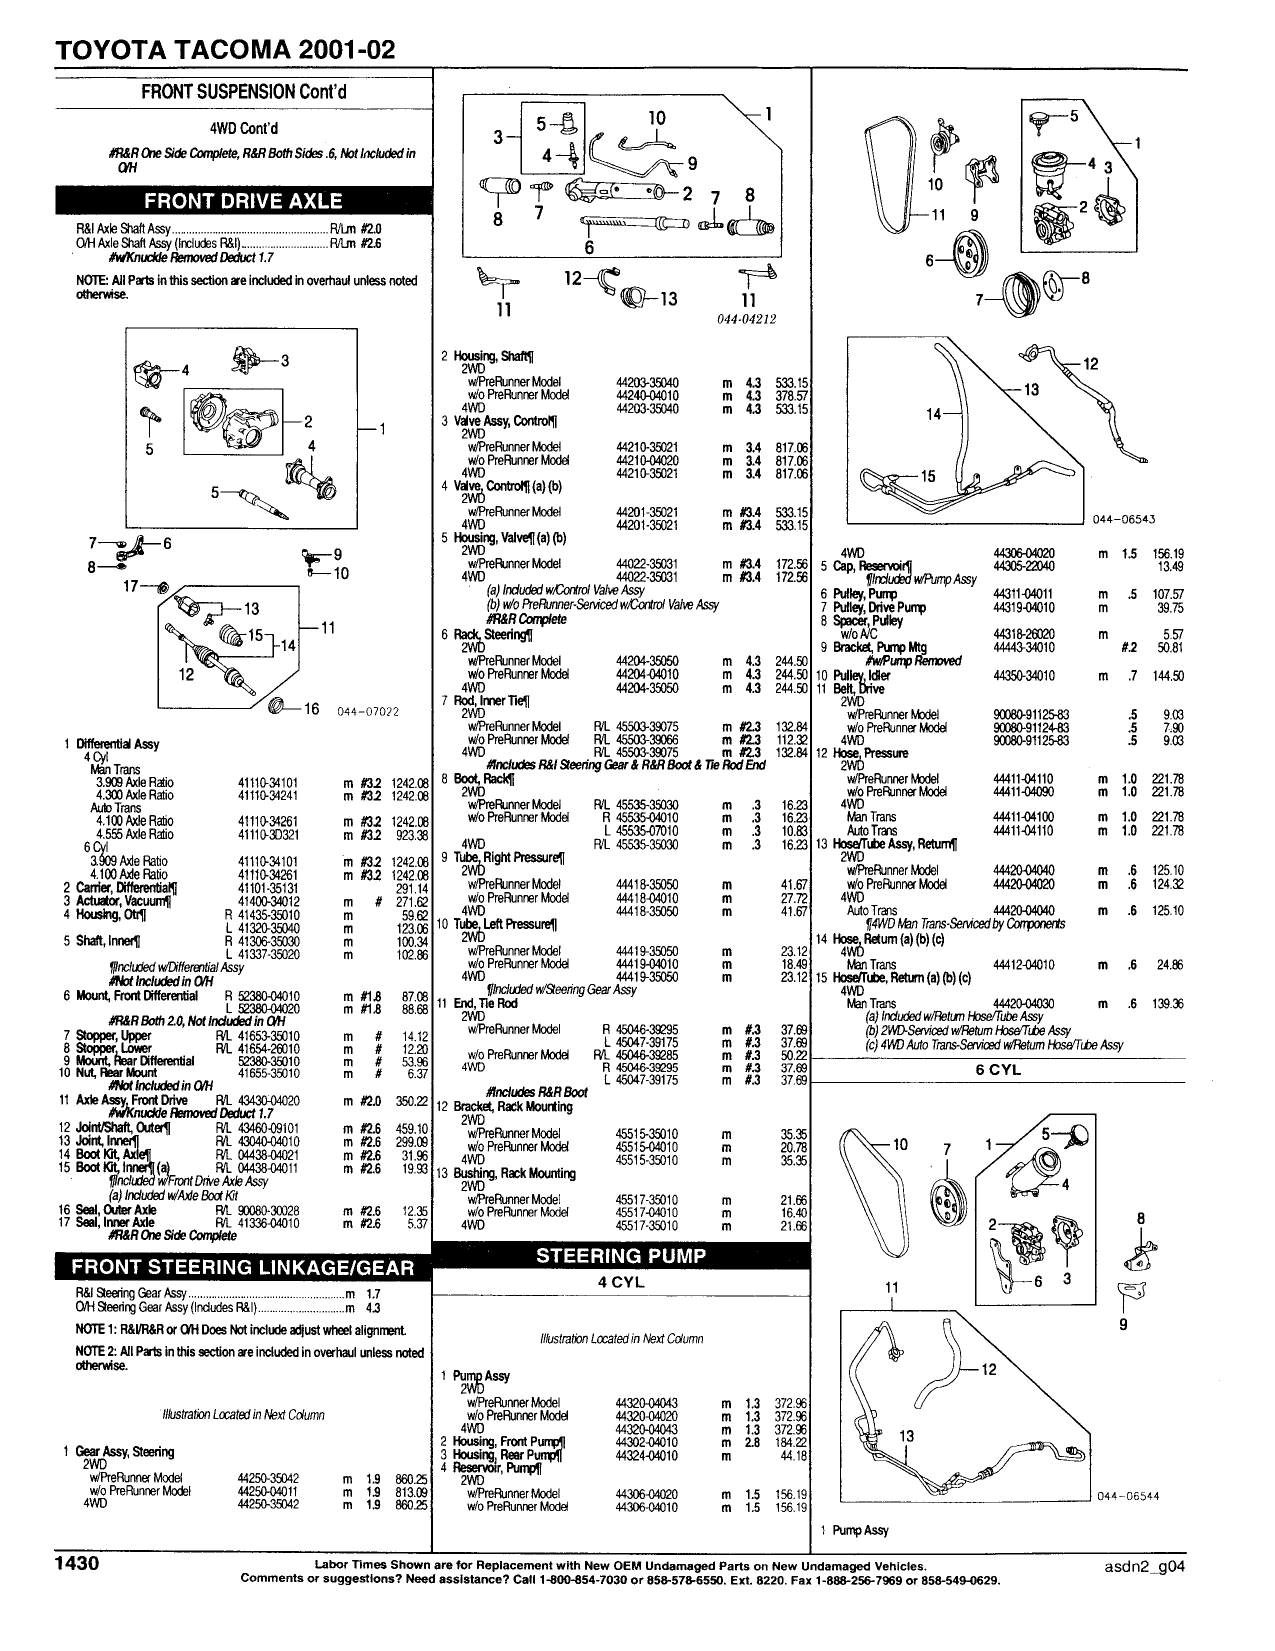 TOYOTA TACOMA 2001-02
FRONT SUSPENSION Cont'd
4WD Cont'd
#R&R One Side Complete, R&R Both Sides .6, Not Included in
O/H
FRONT DRIVE AXLE
R&I Axle Shaft Assy R/Lm #2.0
O/H Axle Shaft Assy (Includes R&I) R/Lm #2.6
#w/Knuckle Removed Deduct 1.7
NOTE: All Parts in this section are included in overhaul unless noted
otherwise.
4
3
2
1
5
4
5
7
6
8
9
10
17
13
11
15
14
12
16
044-07022
1 Differential Assy
4 Cyl
Man Trans
3.909 Axle Ratio 41110-34101 m #3.2 1242.08
4.300 Axle Ratio 41110-34241 m #3.2 1242.08
Auto Trans
4.100 Axle Ratio 41110-34261 m #3.2 1242.08
4.555 Axle Ratio 41110-3D321 m #3.2 923.38
6 Cyl
3.909 Axle Ratio 41110-34101 m #3.2 1242.08
4.100 Axle Ratio 41110-34261 m #3.2 1242.08
2 Carrier, Differential¶ 41101-35131 291.14
3 Actuator, Vacuum¶ 41400-34012 m # 271.62
4 Housing, Otr¶ R 41435-35010 m 59.62
L 41320-35040 m 123.06
5 Shaft, Inner¶ R 41306-35030 m 100.34
L 41337-35020 m 102.86
¶Included w/Differential Assy
#Not Included in O/H
6 Mount, Front Differential R 52380-04010 m #1.8 87.08
L 52380-04020 m #1.8 88.68
#R&R Both 2.0, Not Included in O/H
7 Stopper, Upper R/L 41653-35010 m # 14.12
8 Stopper, Lower R/L 41654-26010 m # 12.20
9 Mount, Rear Differential 52380-35010 m # 53.96
10 Nut, Rear Mount 41655-35010 m # 6.37
#Not Included in O/H
11 Axle Assy, Front Drive R/L 43430-04020 m #2.0 350.22
#w/Knuckle Removed Deduct 1.7
12 Joint/Shaft, Outer¶ R/L 43460-09101 m #2.6 459.10
13 Joint, Inner¶ R/L 43040-04010 m #2.6 299.09
14 Boot Kit, Axle¶ R/L 04438-04021 m #2.6 31.96
15 Boot Kit, Inner¶ (a) R/L 04438-04011 m #2.6 19.93
¶Included w/Front Drive Axle Assy
(a) Included w/Axle Boot Kit
16 Seal, Outer Axle R/L 90080-30028 m #2.6 12.35
17 Seal, Inner Axle R/L 41336-04010 m #2.6 5.37
#R&R One Side Complete
FRONT STEERING LINKAGE/GEAR
R&I Steering Gear Assy m 1.7
O/H Steering Gear Assy (Includes R&I) m 4.3
NOTE 1: R&I/R&R or O/H Does Not include adjust wheel alignment.
NOTE 2: All Parts in this section are included in overhaul unless noted
otherwise.
Illustration Located in Next Column
1 Gear Assy, Steering
2WD
w/PreRunner Model 44250-35042 m 1.9 860.25
w/o PreRunner Model 44250-04011 m 1.9 813.09
4WD 44250-35042 m 1.9 860.25
3
5
4
10
1
9
8
7
2
7
8
6
11
12
13
11
044-04212
2 Housing, Shaft¶
2WD
w/PreRunner Model 44203-35040 m 4.3 533.15
w/o PreRunner Model 44240-04010 m 4.3 378.57
4WD 44203-35040 m 4.3 533.15
3 Valve Assy, Control¶
2WD
w/PreRunner Model 44210-35021 m 3.4 817.06
w/o PreRunner Model 44210-04020 m 3.4 817.06
4WD 44210-35021 m 3.4 817.06
4 Valve, Control¶ (a) (b)
2WD
w/PreRunner Model 44201-35021 m #3.4 533.15
4WD 44201-35021 m #3.4 533.15
5 Housing, Valve¶ (a) (b)
2WD
w/PreRunner Model 44022-35031 m #3.4 172.56
4WD 44022-35031 m #3.4 172.56
(a) Included w/Control Valve Assy
(b) w/o PreRunner-Serviced w/Control Valve Assy
#R&R Complete
6 Rack, Steering¶
2WD
w/PreRunner Model 44204-35050 m 4.3 244.50
w/o PreRunner Model 44204-04010 m 4.3 244.50
4WD 44204-35050 m 4.3 244.50
7 Rod, Inner Tie¶
2WD
w/PreRunner Model R/L 45503-39075 m #2.3 132.84
w/o PreRunner Model R/L 45503-39066 m #2.3 112.32
4WD R/L 45503-39075 m #2.3 132.84
#Includes R&I Steering Gear & R&R Boot & Tie Rod End
8 Boot, Rack¶
2WD
w/PreRunner Model R/L 45535-35030 m .3 16.23
w/o PreRunner Model R 45535-04010 m .3 16.23
L 45535-07010 m .3 10.83
4WD R/L 45535-35030 m .3 16.23
9 Tube, Right Pressure¶
2WD
w/PreRunner Model 44418-35050 m 41.67
w/o PreRunner Model 44418-04010 m 27.72
4WD 44418-35050 m 41.67
10 Tube, Left Pressure¶
2WD
w/PreRunner Model 44419-35050 m 23.12
w/o PreRunner Model 44419-04010 m 18.49
4WD 44419-35050 m 23.12
¶Included w/Steering Gear Assy
11 End, Tie Rod
2WD
w/PreRunner Model R 45046-39295 m #.3 37.69
L 45047-39175 m #.3 37.69
w/o PreRunner Model R/L 45046-39285 m #.3 50.22
4WD R 45046-39295 m #.3 37.69
L 45047-39175 m #.3 37.69
#Includes R&R Boot
12 Bracket, Rack Mounting
2WD
w/PreRunner Model 45515-35010 m 35.35
w/o PreRunner Model 45515-04010 m 20.78
4WD 45515-35010 m 35.35
13 Bushing, Rack Mounting
2WD
w/PreRunner Model 45517-35010 m 21.66
w/o PreRunner Model 45517-04010 m 16.40
4WD 45517-35010 m 21.66
STEERING PUMP
4 CYL
Illustration Located in Next Column
1 Pump Assy
2WD
w/PreRunner Model 44320-04043 m 1.3 372.96
w/o PreRunner Model 44320-04020 m 1.3 372.96
4WD 44320-04043 m 1.3 372.96
2 Housing, Front Pump¶ 44302-04010 m 2.8 184.22
3 Housing, Rear Pump¶ 44324-04010 m 44.18
4 Reservoir, Pump¶
2WD
w/PreRunner Model 44306-04020 m 1.5 156.19
w/o PreRunner Model 44306-04010 m 1.5 156.19
5
1
4
3
10
2
11
9
6
8
7
12
13
14
15
044-06543
4WD 44306-04020 m 1.5 156.19
5 Cap, Reservoir¶ 44305-22040 13.49
¶Included w/Pump Assy
6 Pulley, Pump 44311-04011 m .5 107.57
7 Pulley, Drive Pump 44319-04010 m 39.75
8 Spacer, Pulley
w/o A/C 44318-26020 m 5.57
9 Bracket, Pump Mtg 44443-34010 #.2 50.81
#w/Pump Removed
10 Pulley, Idler 44350-34010 m .7 144.50
11 Belt, Drive
2WD
w/PreRunner Model 90080-91125-83 .5 9.03
w/o PreRunner Model 90080-91124-83 .5 7.90
4WD 90080-91125-83 .5 9.03
12 Hose, Pressure
2WD
w/PreRunner Model 44411-04110 m 1.0 221.78
w/o PreRunner Model 44411-04090 m 1.0 221.78
4WD
Man Trans 44411-04100 m 1.0 221.78
Auto Trans 44411-04110 m 1.0 221.78
13 Hose/Tube Assy, Return¶
2WD
w/PreRunner Model 44420-04040 m .6 125.10
w/o PreRunner Model 44420-04020 m .6 124.32
4WD
Auto Trans 44420-04040 m .6 125.10
¶4WD Man Trans-Serviced by Components
14 Hose, Return (a) (b) (c)
4WD
Man Trans 44412-04010 m .6 24.86
15 Hose/Tube, Return (a) (b) (c)
4WD
Man Trans 44420-04030 m .6 139.36
(a) Included w/Return Hose/Tube Assy
(b) 2WD-Serviced w/Return Hose/Tube Assy
(c) 4WD Auto Trans-Serviced w/Return Hose/Tube Assy
6 CYL
10
7
1
5
4
2
8
6
3
11
9
12
13
044-06544
1 Pump Assy
1430
Labor Times Shown are for Replacement with New OEM Undamaged Parts on New Undamaged Vehicles.
Comments or suggestions? Need assistance? Call 1-800-854-7030 or 858-578-6550. Ext. 8220. Fax 1-888-256-7969 or 858-549-0629.
asdn2_g04